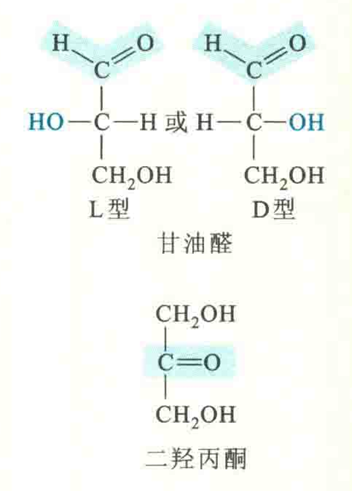 H O H O
C C
HO—C—H 或 H—C—OH
CH₂OH CH₂OH
L型 D型
甘油醛
CH₂OH
C=O
CH₂OH
二羟丙酮